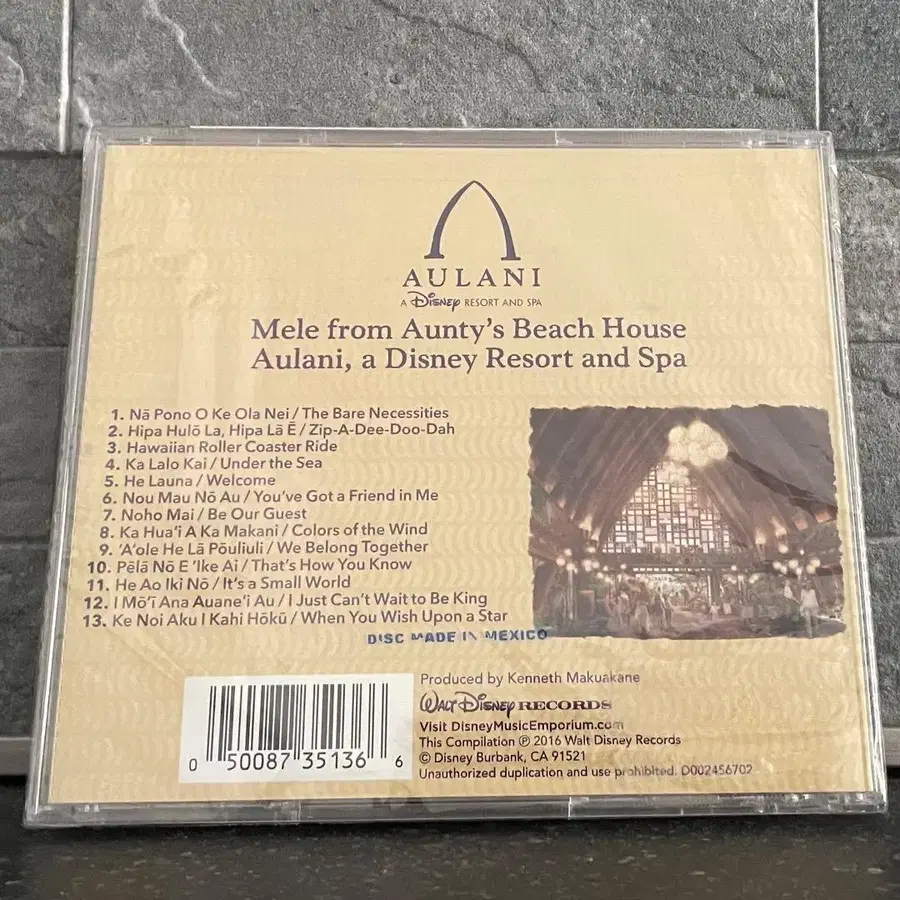 AULANI
A Disney RESORT AND SPA
Mele from Aunty's Beach House
Aulani, a Disney Resort and Spa
1. Nā Pono O Ke Ola Nei / The Bare Necessities
2. Hipa Hulō La, Hipa Lā Ē / Zip-A-Dee-Doo-Dah
3. Hawaiian Roller Coaster Ride
4. Ka Lalo Kai / Under the Sea
5. He Launa / Welcome
6. Nou Mau Nō Au / You've Got a Friend in Me
7. Noho Mai / Be Our Guest
8. Ka Hua'i A Ka Makani / Colors of the Wind
9. 'A'ole He Lā Pōuliuli / We Belong Together
10. Pēlā Nō E 'Ike Ai / That's How You Know
11. He Ao Iki Nō / It's a Small World
12. I Mō'ī Ana Auane'i Au / I Just Can't Wait to Be King
13. Ke Noi Aku I Kahi Hōkū / When You Wish Upon a Star
DISC MADE IN MEXICO
Produced by Kenneth Makuakane
WALT DISNEY RECORDS
Visit DisneyMusicEmporium.com
This Compilation ℗ 2016 Walt Disney Records
© Disney Burbank, CA 91521
Unauthorized duplication and use prohibited. D002456702
0 50087 35136 6